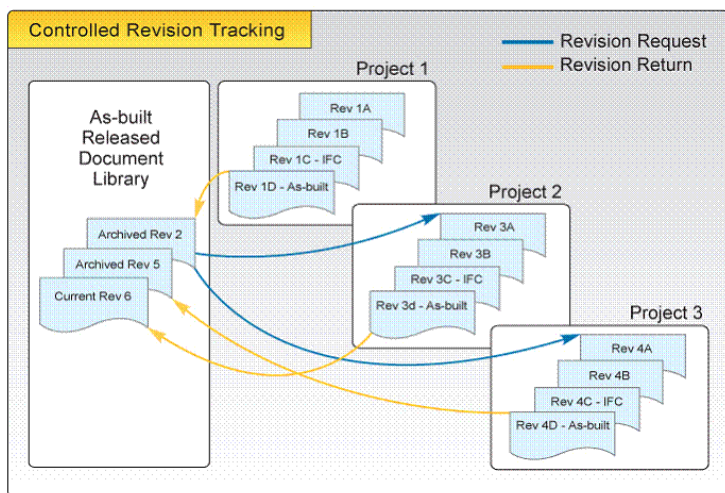 Controlled Revision Tracking
Revision Request
Revision Return
Project 1
As-built
Released
Document
Library
Rev 1A
Rev 1B
Rev 1C - IFC
Rev 1D - As-built
Project 2
Archived Rev 2
Archived Rev 5
Current Rev 6
Rev 3A
Rev 3B
Rev 3C - IFC
Rev 3d - As-built
Project 3
Rev 4A
Rev 4B
Rev 4C - IFC
Rev 4D - As-built